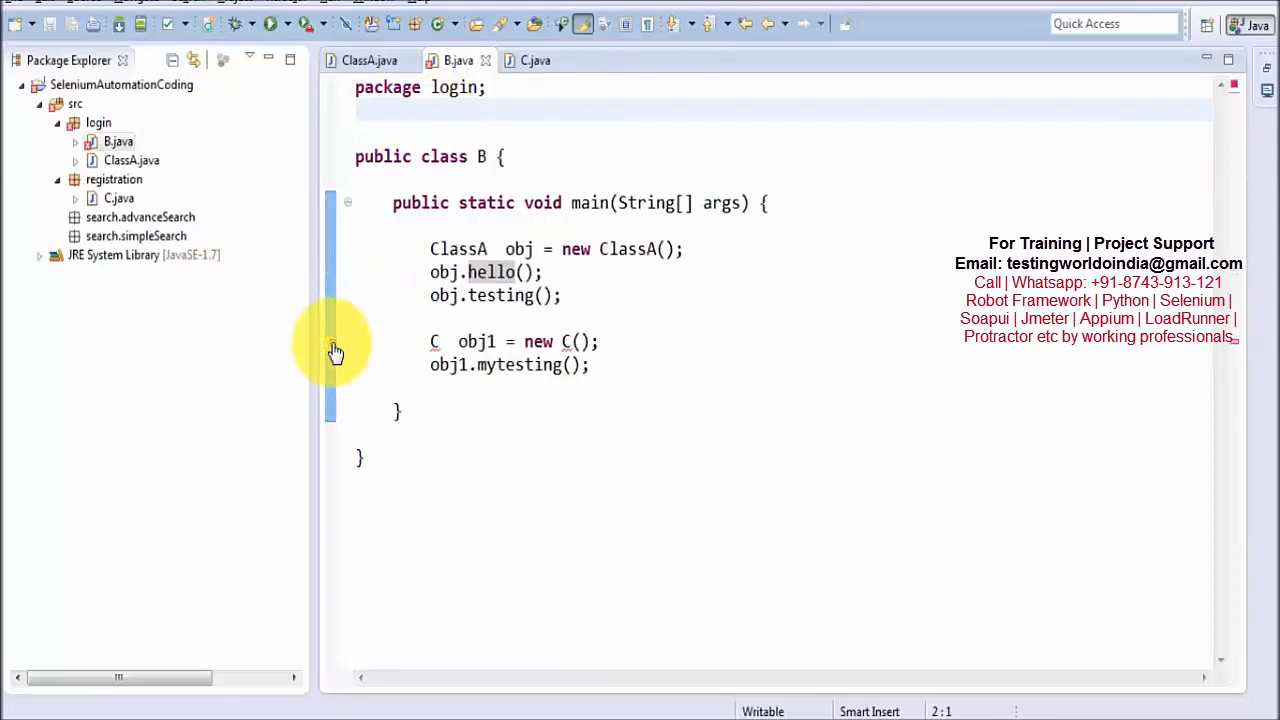 Quick Access
Java
Package Explorer
ClassA.java
B.java
C.java
SeleniumAutomationCoding
src
login
B.java
ClassA.java
registration
C.java
search.advanceSearch
search.simpleSearch
JRE System Library [JavaSE-1.7]
package login;
public class B {
public static void main(String[] args) {
ClassA obj = new ClassA();
obj.hello();
obj.testing();
C obj1 = new C();
obj1.mytesting();
}
}
For Training | Project Support
Email: testingworldoindia@gmail.com
Call | Whatsapp: +91-8743-913-121
Robot Framework | Python | Selenium |
Soapui | Jmeter | Appium | LoadRunner |
Protractor etc by working professionals
Writable
Smart Insert
2 : 1